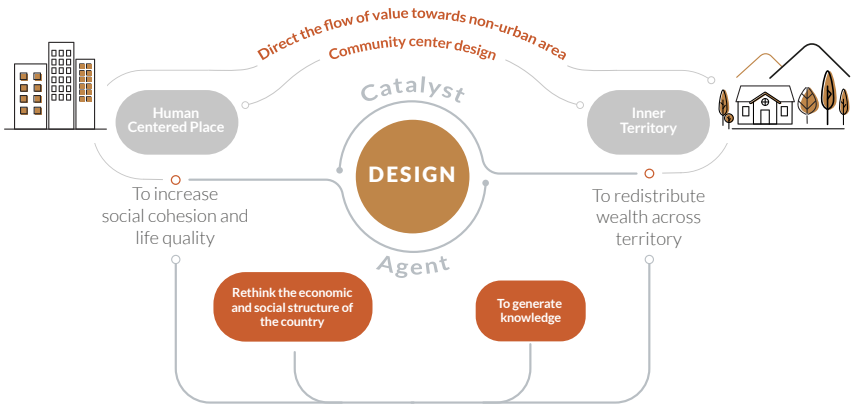 Direct the flow of value towards non-urban area
Community center design
Catalyst
Human
Centered Place
Inner
Territory
DESIGN
To increase
social cohesion and
life quality
To redistribute
wealth across
territory
Agent
Rethink the economic
and social structure of
the country
To generate
knowledge